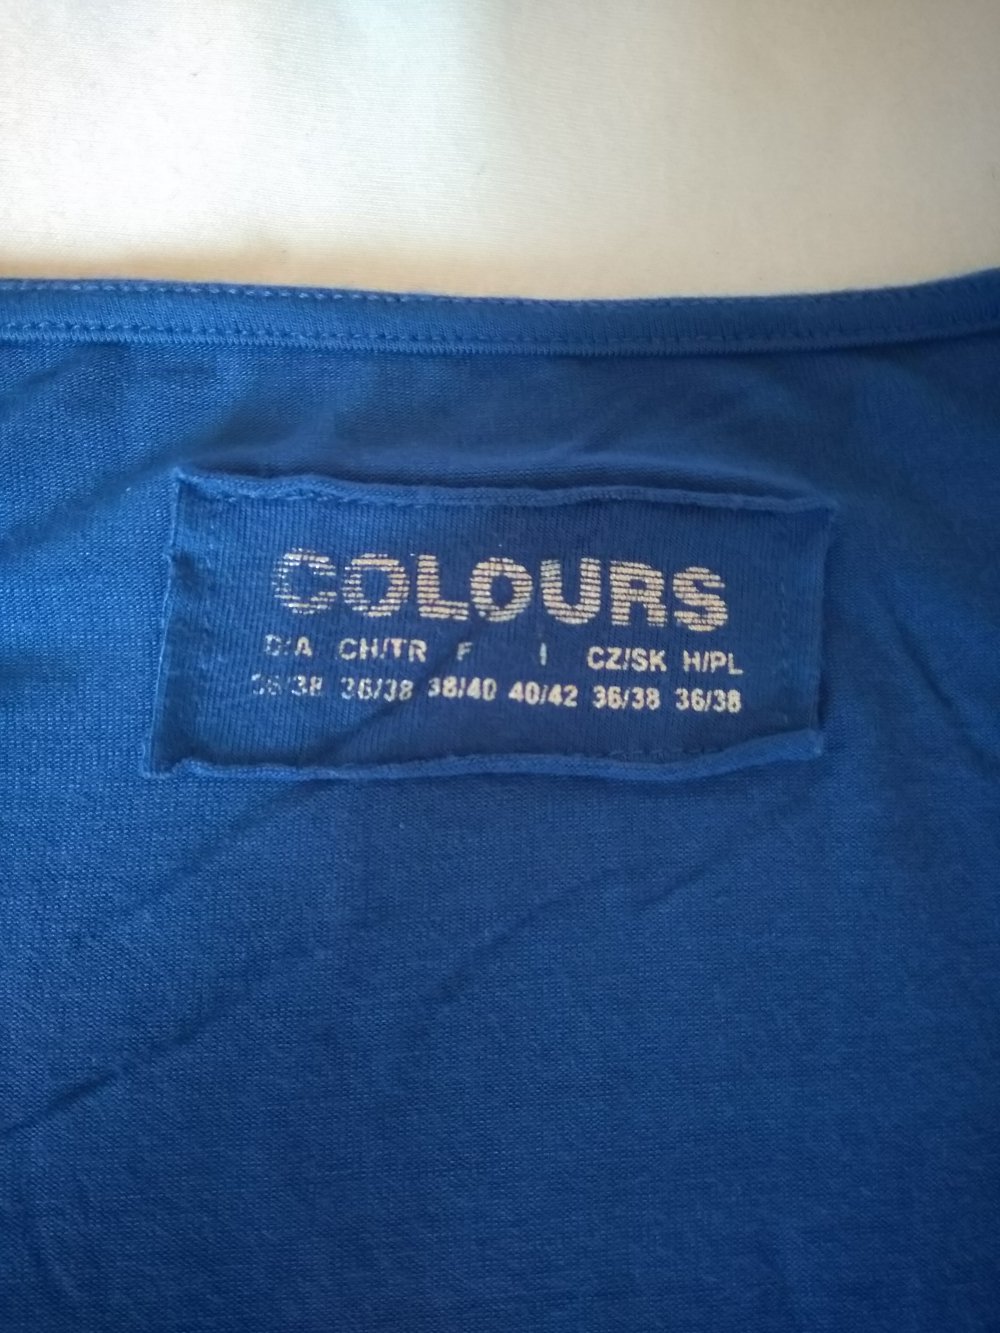 COLOURS
D/A CH/TR F I CZ/SK H/PL
36/38 36/38 38/40 40/42 36/38 36/38